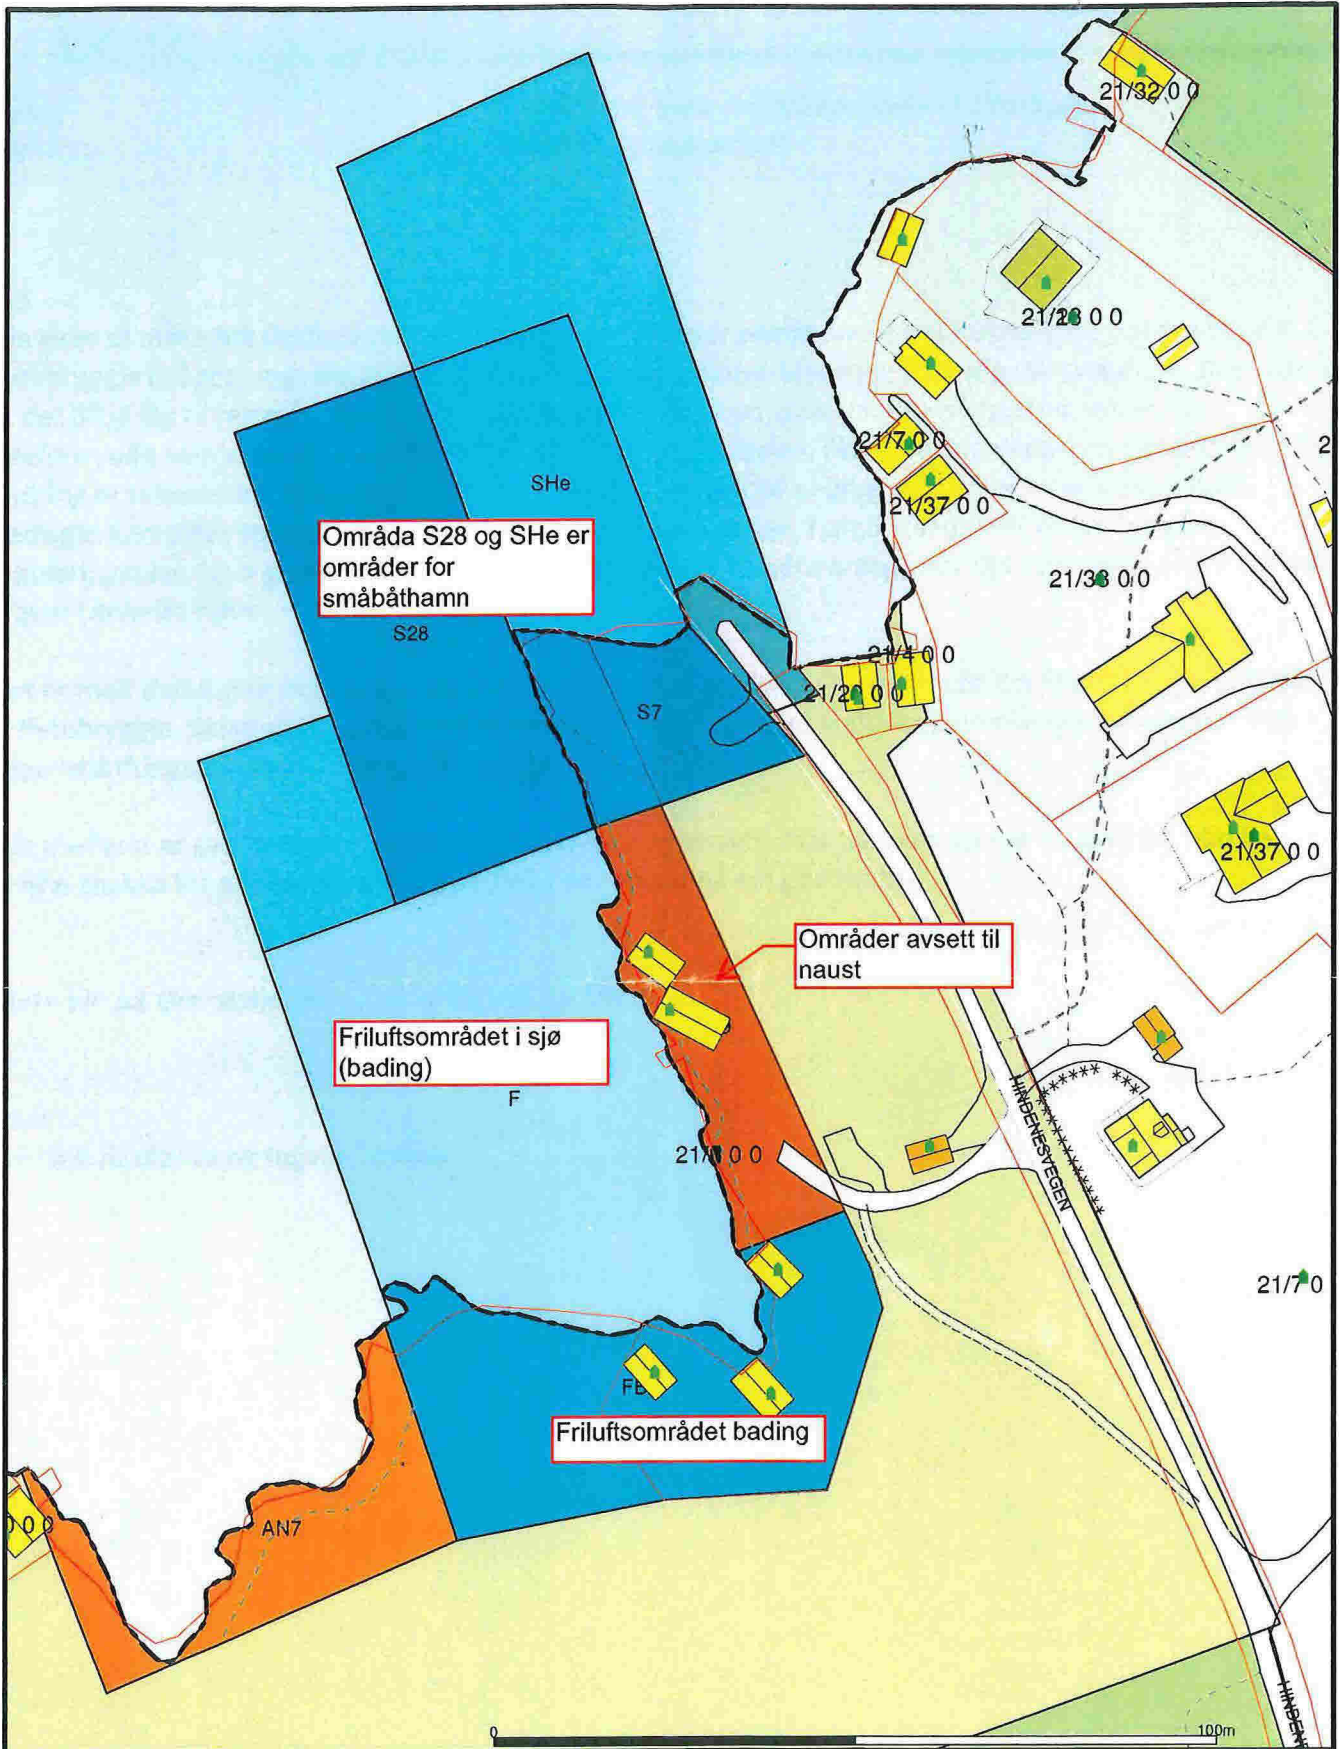 21/32 0 0
21/7 0 0
21/37 0 0
21/33 0 0
SHe
Områda S28 og SHe er
områder for
småbåthamn
S28
S7
21/4 0 0
21/2 0 0
21/37 0 0
Områder avsett til
naust
Friluftsområdet i sjø
(bading)
F
HINDENESVEGEN
21/ 0 0
21/7 0
Friluftsområdet bading
AN7
0 0
0
100m